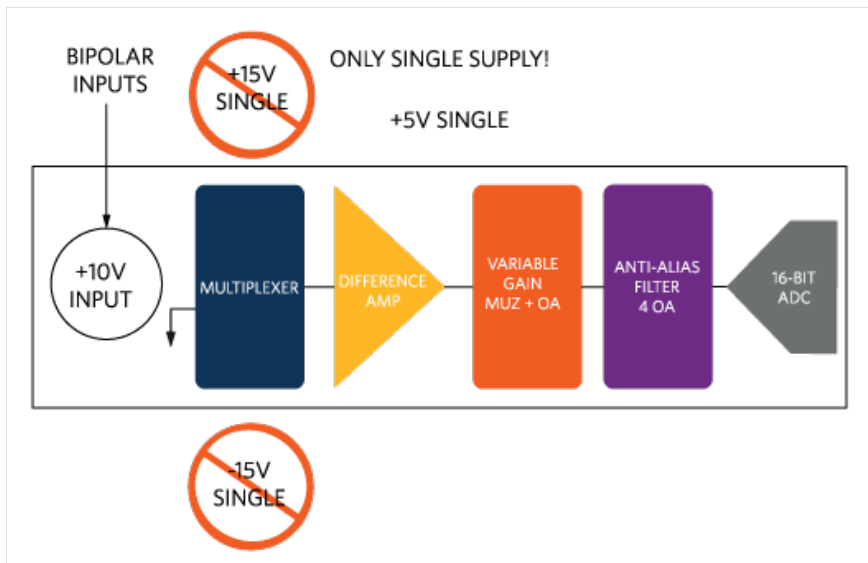 BIPOLAR
INPUTS
+15V
SINGLE
ONLY SINGLE SUPPLY!
+5V SINGLE
+10V
INPUT
MULTIPLEXER
DIFFERENCE
AMP
VARIABLE
GAIN
MUZ + OA
ANTI-ALIAS
FILTER
4 OA
16-BIT
ADC
-15V
SINGLE